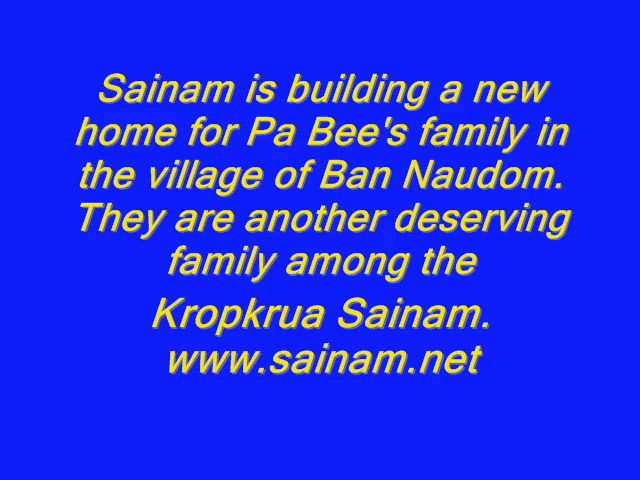 Sainam is building a new
home for Pa Bee's family in
the village of Ban Naudom.
They are another deserving
family among the
Kropkrua Sainam.
www.sainam.net